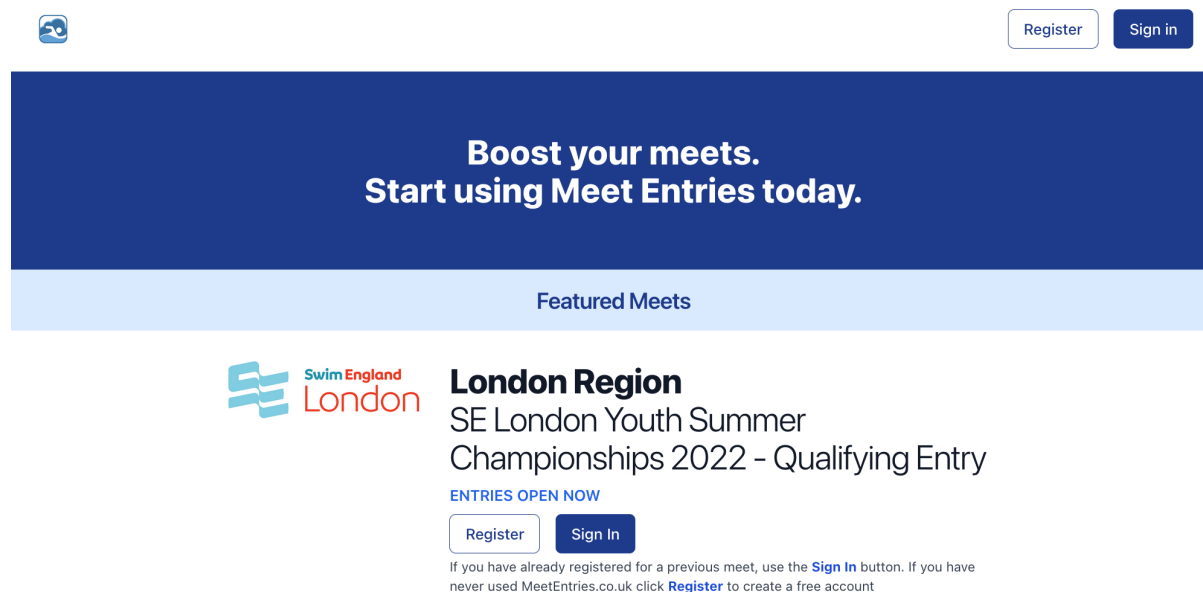 Register
Sign in
Boost your meets.
Start using Meet Entries today.
Featured Meets
Swim England
London
London Region
SE London Youth Summer
Championships 2022 - Qualifying Entry
ENTRIES OPEN NOW
Register
Sign In
If you have already registered for a previous meet, use the Sign In button. If you have
never used MeetEntries.co.uk click Register to create a free account